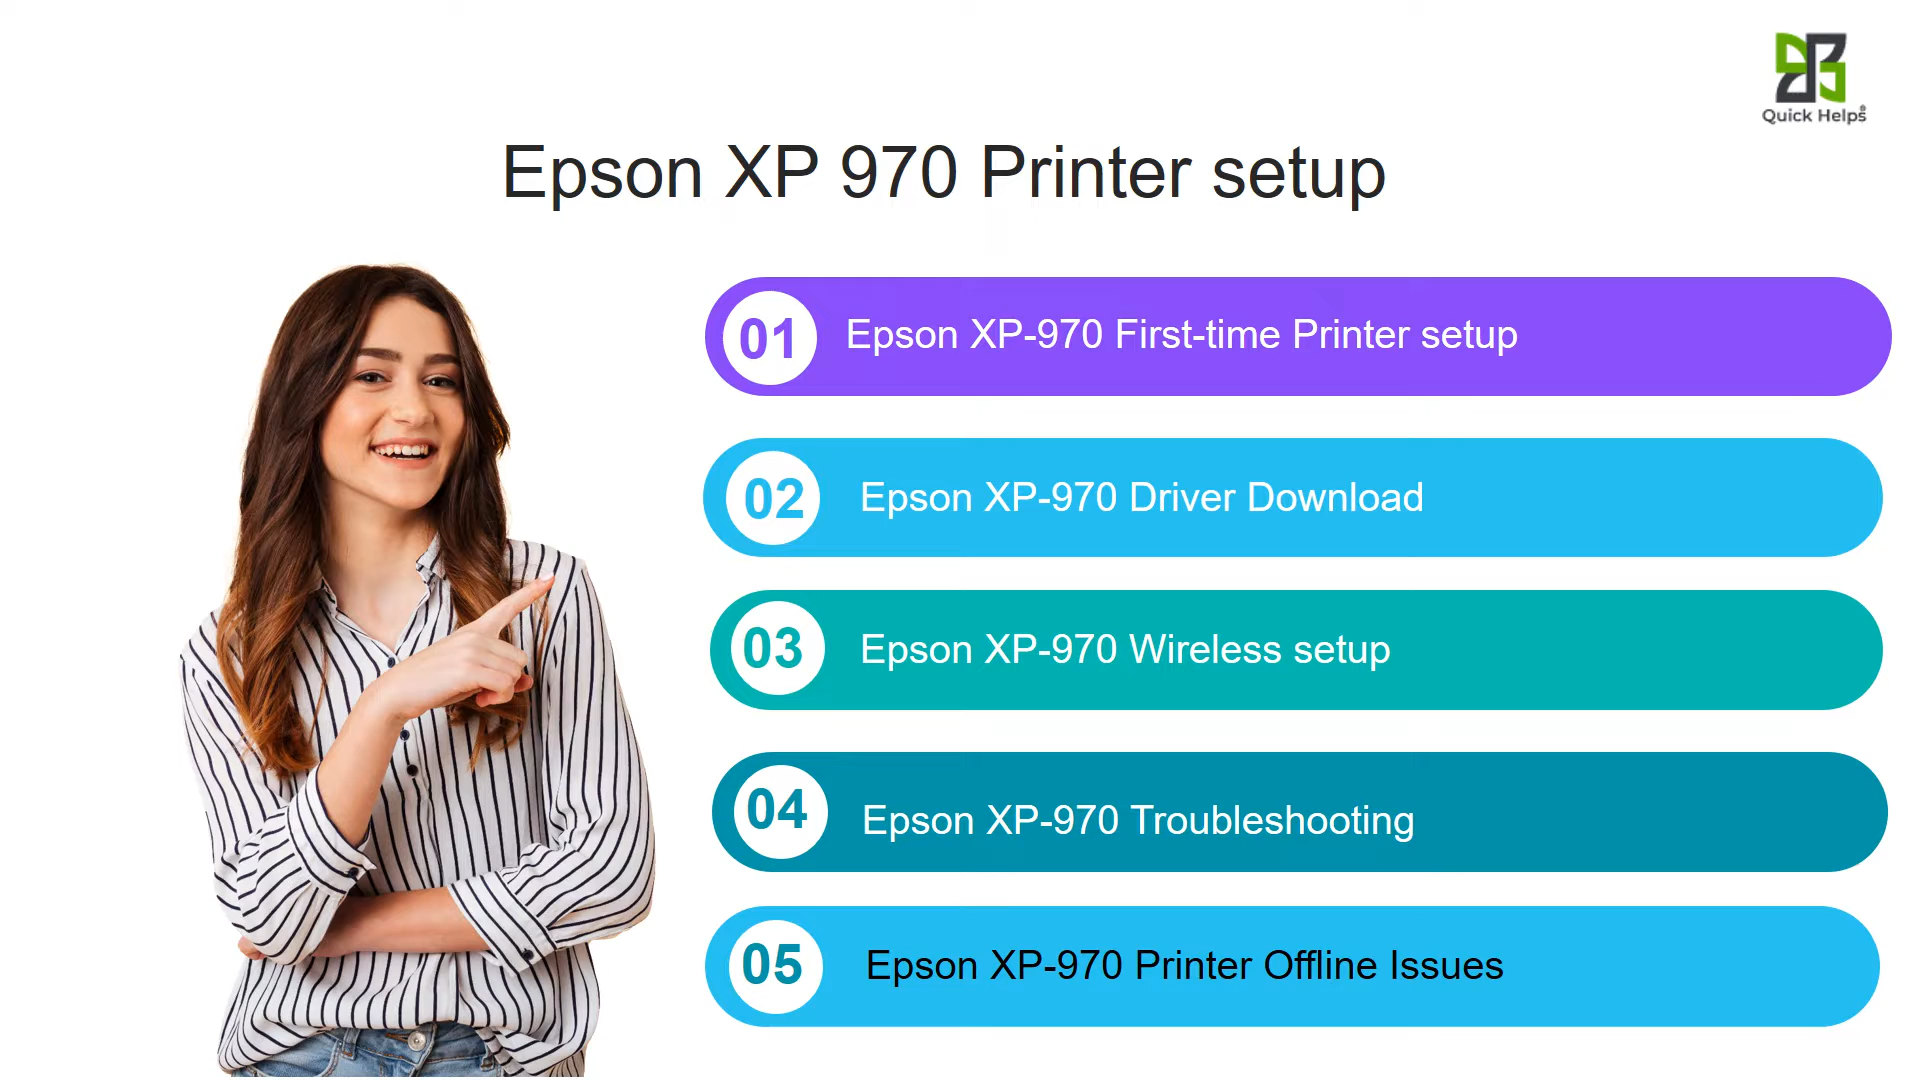 Quick Helps
Epson XP 970 Printer setup
01 Epson XP-970 First-time Printer setup
02 Epson XP-970 Driver Download
03 Epson XP-970 Wireless setup
04 Epson XP-970 Troubleshooting
05 Epson XP-970 Printer Offline Issues